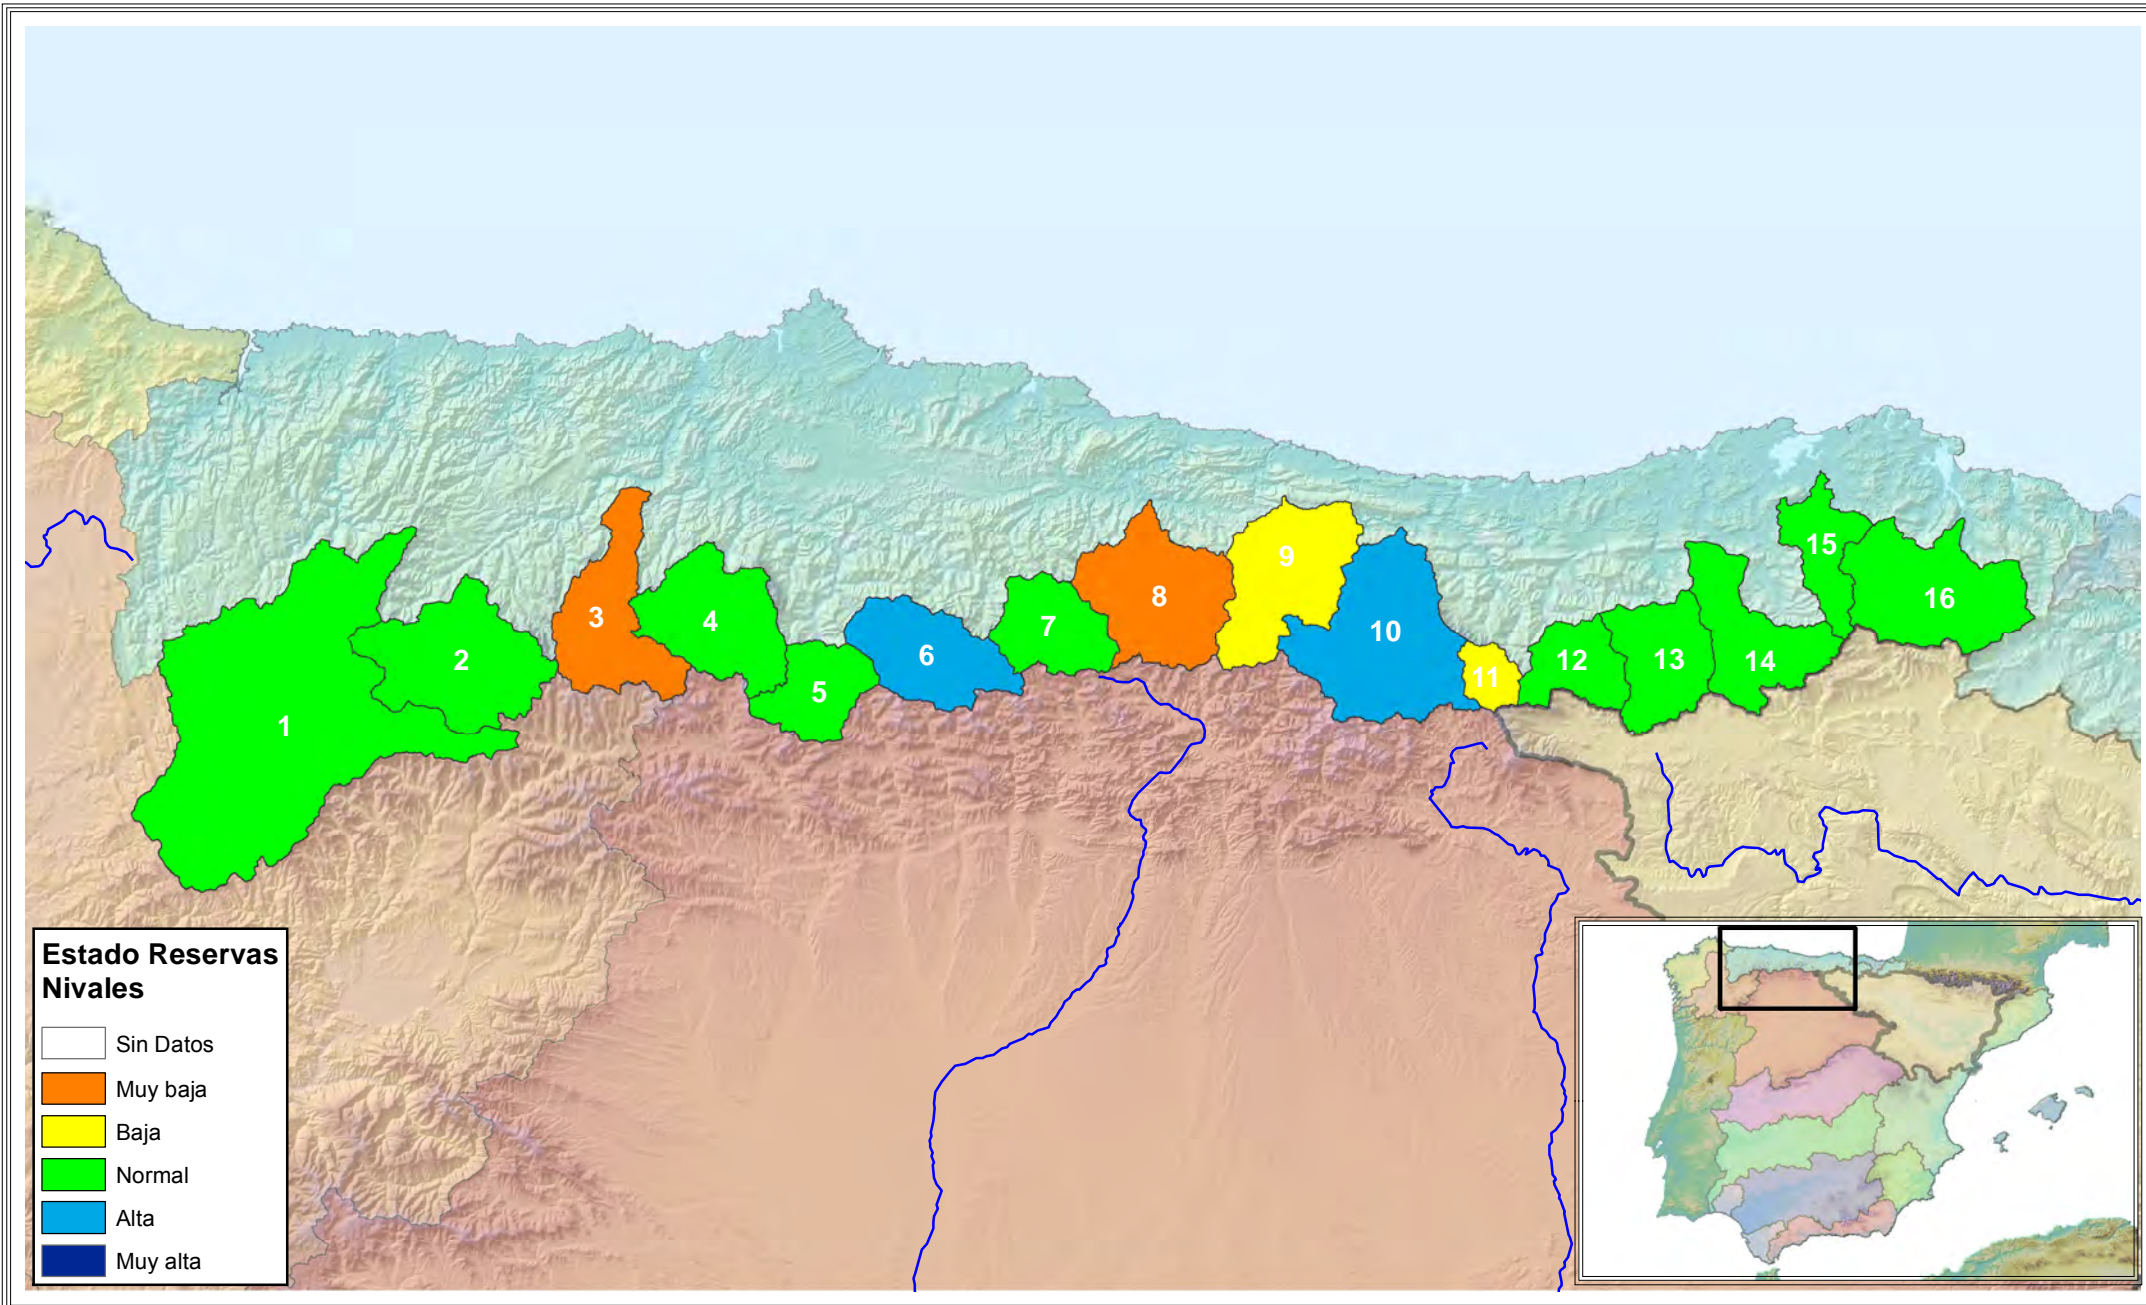 1
2
3
4
5
6
7
8
9
10
11
12
13
14
15
16
Estado Reservas
Nivales
Sin Datos
Muy baja
Baja
Normal
Alta
Muy alta